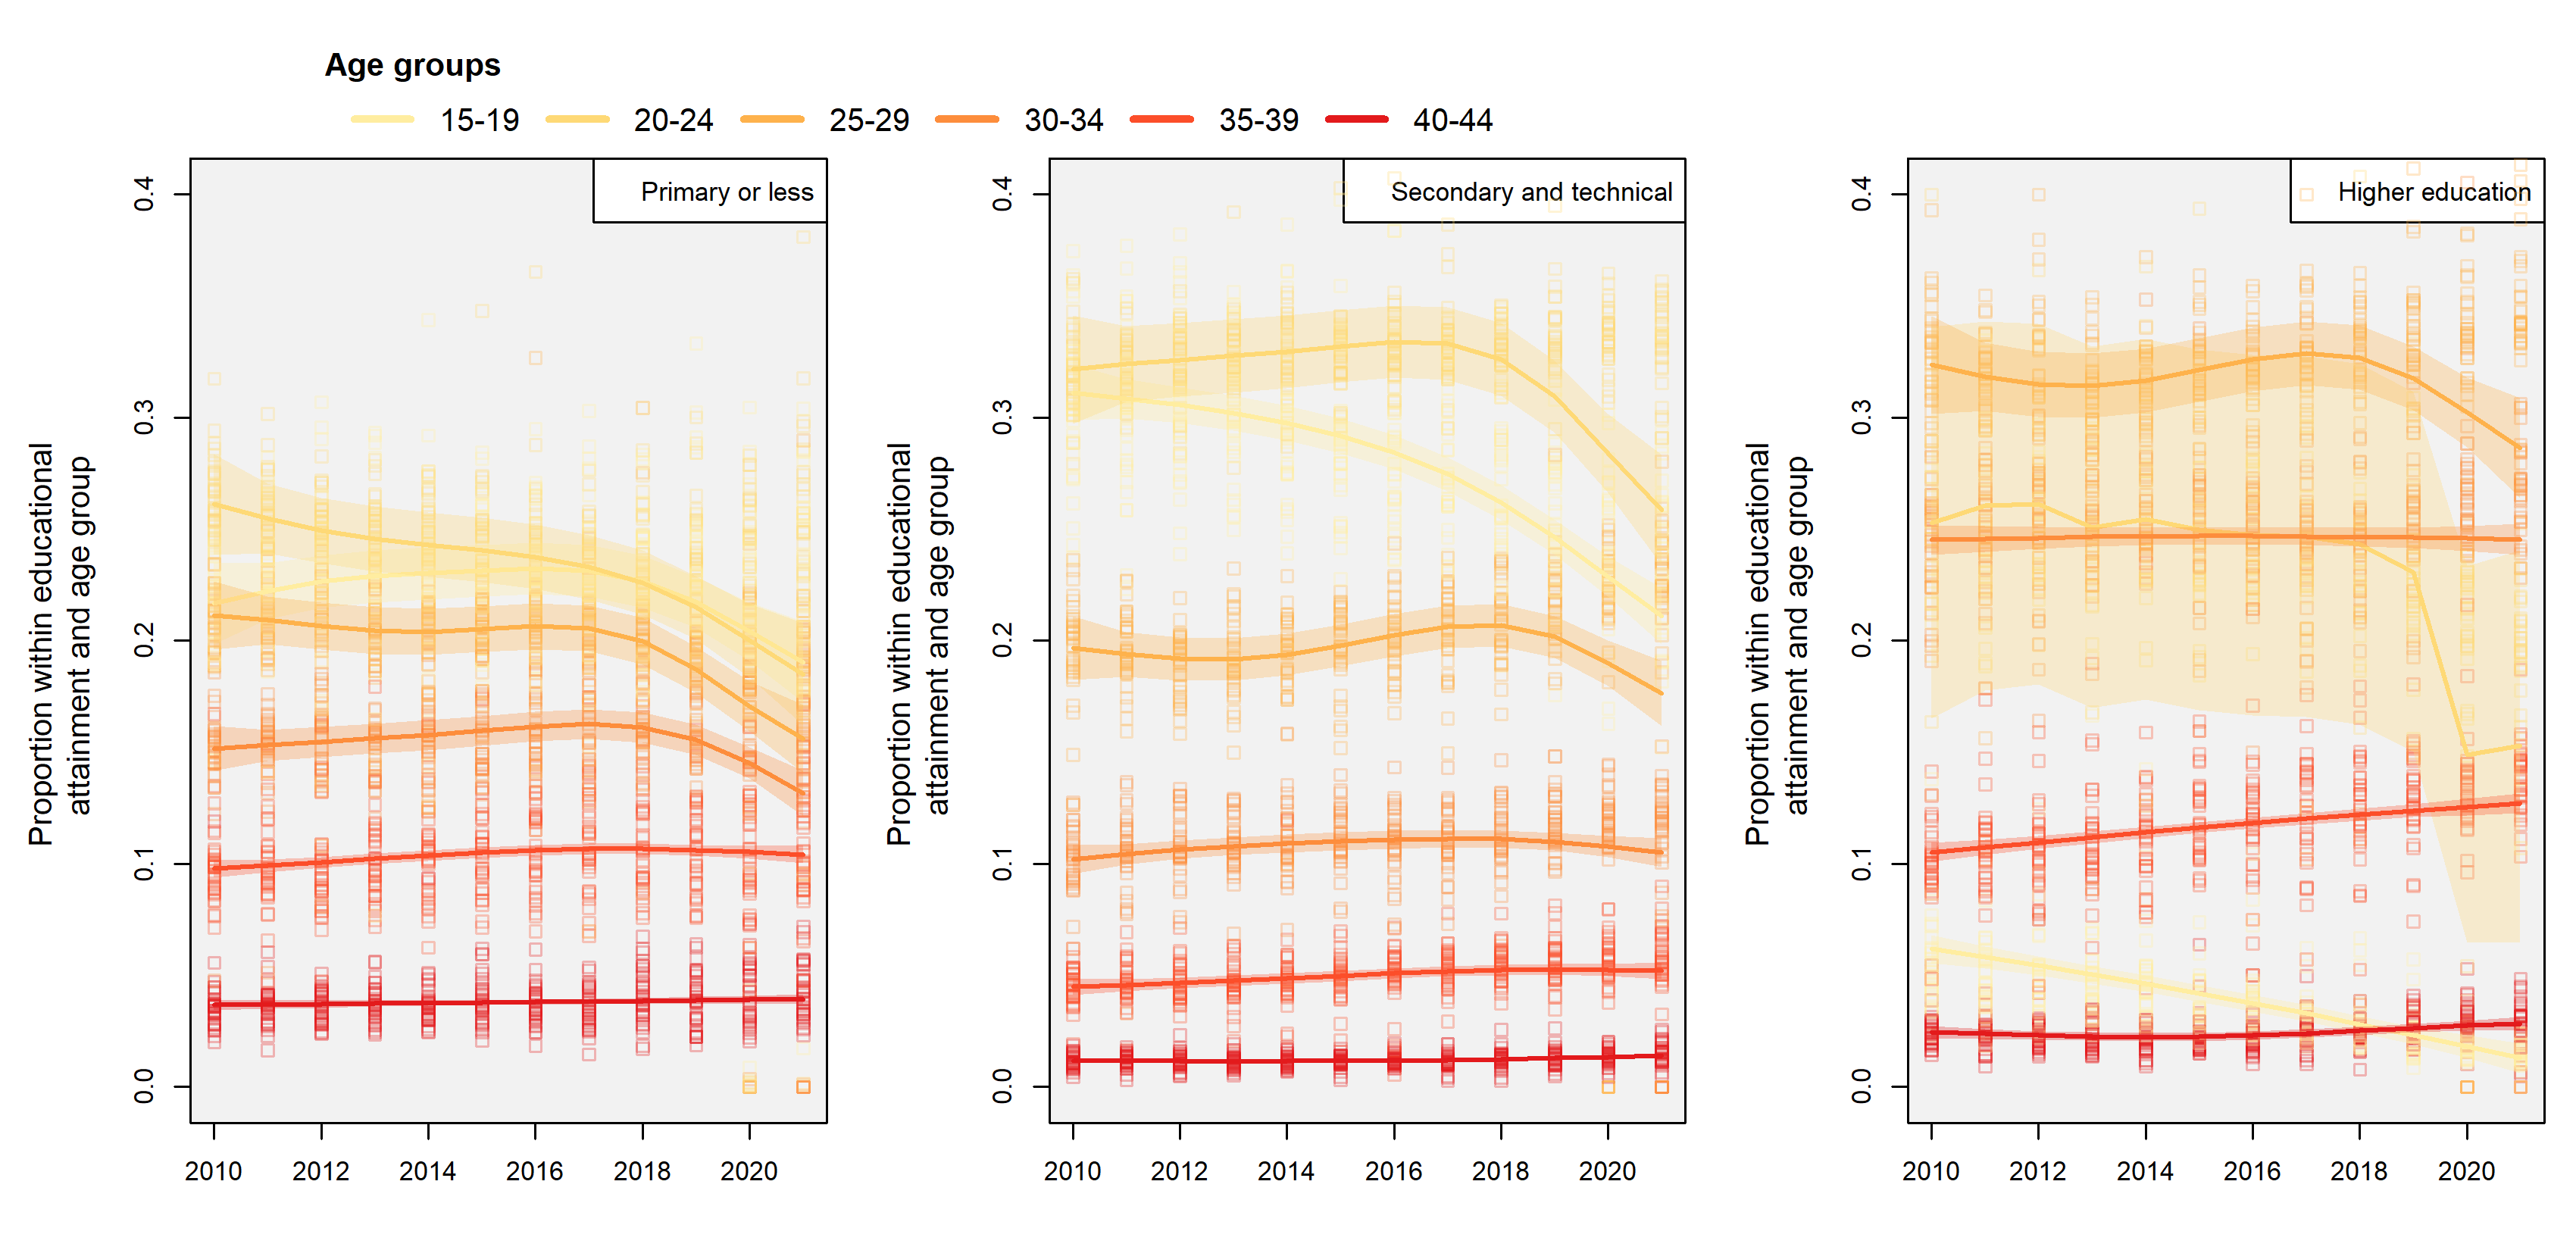 Age groups
15-19 20-24 25-29 30-34 35-39 40-44
Primary or less
Proportion within educational
attainment and age group
0.4
0.3
0.2
0.1
0.0
2010 2012 2014 2016 2018 2020
Secondary and technical
Proportion within educational
attainment and age group
0.4
0.3
0.2
0.1
0.0
2010 2012 2014 2016 2018 2020
Higher education
Proportion within educational
attainment and age group
0.4
0.3
0.2
0.1
0.0
2010 2012 2014 2016 2018 2020